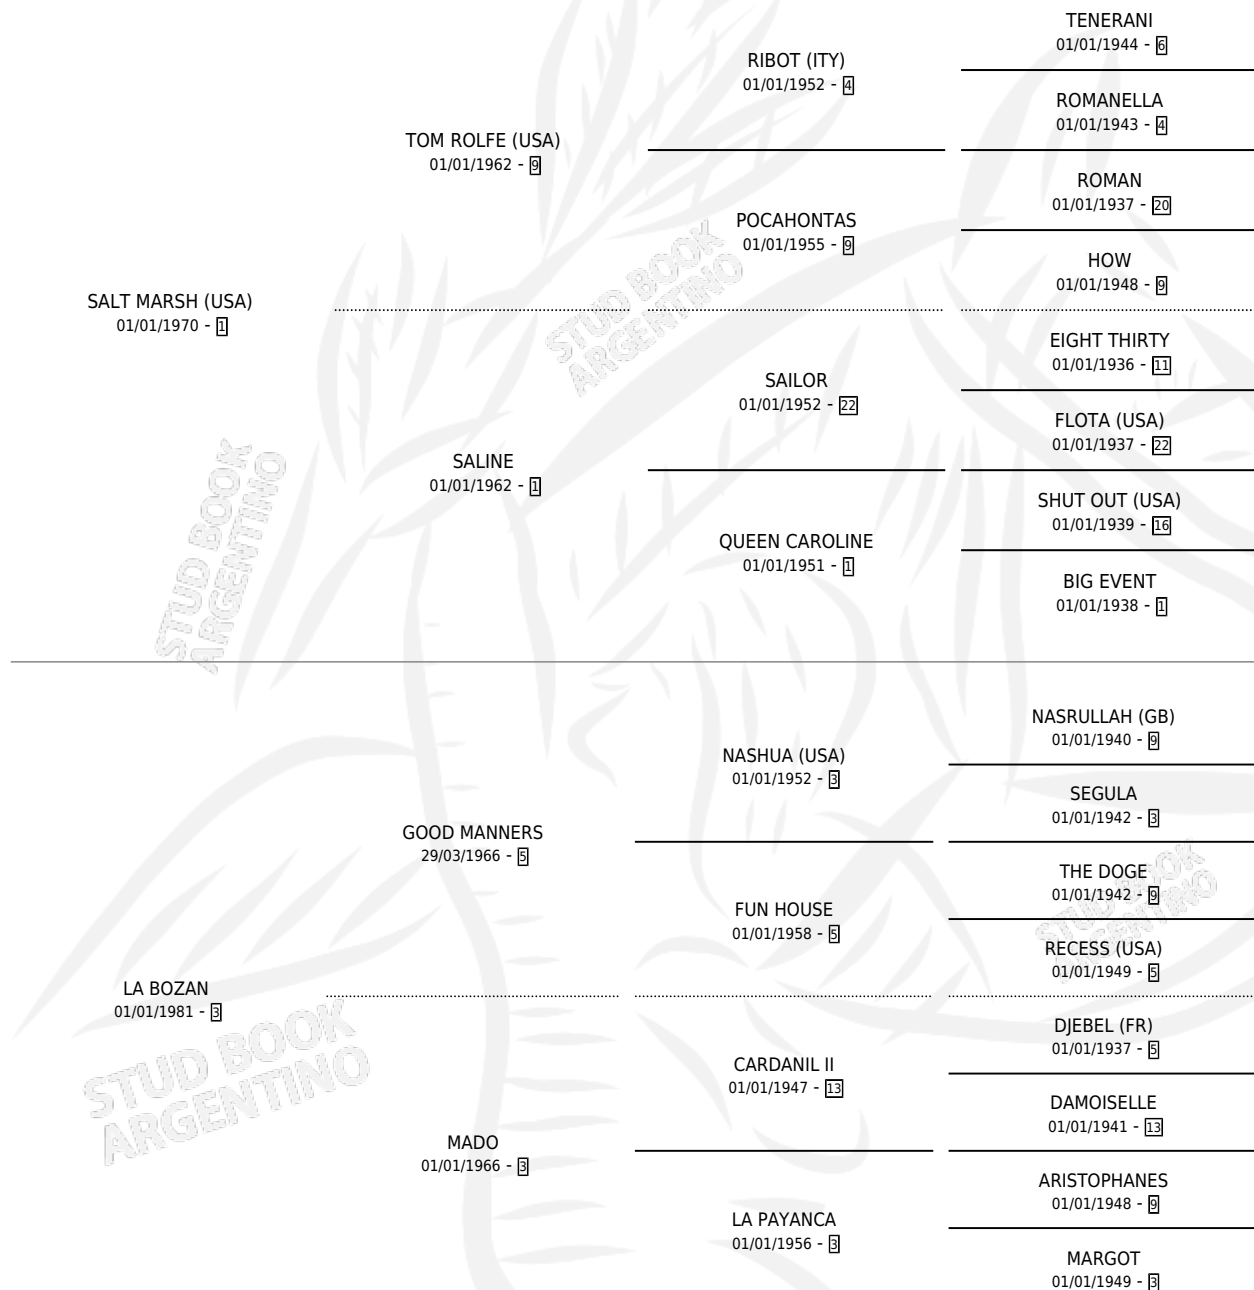 TENERANI
01/01/1944 - 6
RIBOT (ITY)
01/01/1952 - 4
ROMANELLA
01/01/1943 - 4
TOM ROLFE (USA)
01/01/1962 - 9
ROMAN
01/01/1937 - 20
POCAHONTAS
01/01/1955 - 9
HOW
01/01/1948 - 9
SALT MARSH (USA)
01/01/1970 - 1
EIGHT THIRTY
01/01/1936 - 11
SAILOR
01/01/1952 - 22
FLOTA (USA)
01/01/1937 - 22
SALINE
01/01/1962 - 1
SHUT OUT (USA)
01/01/1939 - 16
QUEEN CAROLINE
01/01/1951 - 1
BIG EVENT
01/01/1938 - 1
NASRULLAH (GB)
01/01/1940 - 9
NASHUA (USA)
01/01/1952 - 3
SEGULA
01/01/1942 - 3
GOOD MANNERS
29/03/1966 - 5
THE DOGE
01/01/1942 - 9
FUN HOUSE
01/01/1958 - 5
RECESS (USA)
01/01/1949 - 5
LA BOZAN
01/01/1981 - 3
DJEBEL (FR)
01/01/1937 - 5
CARDANIL II
01/01/1947 - 13
DAMOISELLE
01/01/1941 - 13
MADO
01/01/1966 - 3
ARISTOPHANES
01/01/1948 - 9
LA PAYANCA
01/01/1956 - 3
MARGOT
01/01/1949 - 3
STUD BOOK
ARGENTINO
STUD BOOK
ARGENTINO
STUD BOOK
ARGENTINO
STUD BOOK
ARGENTINO